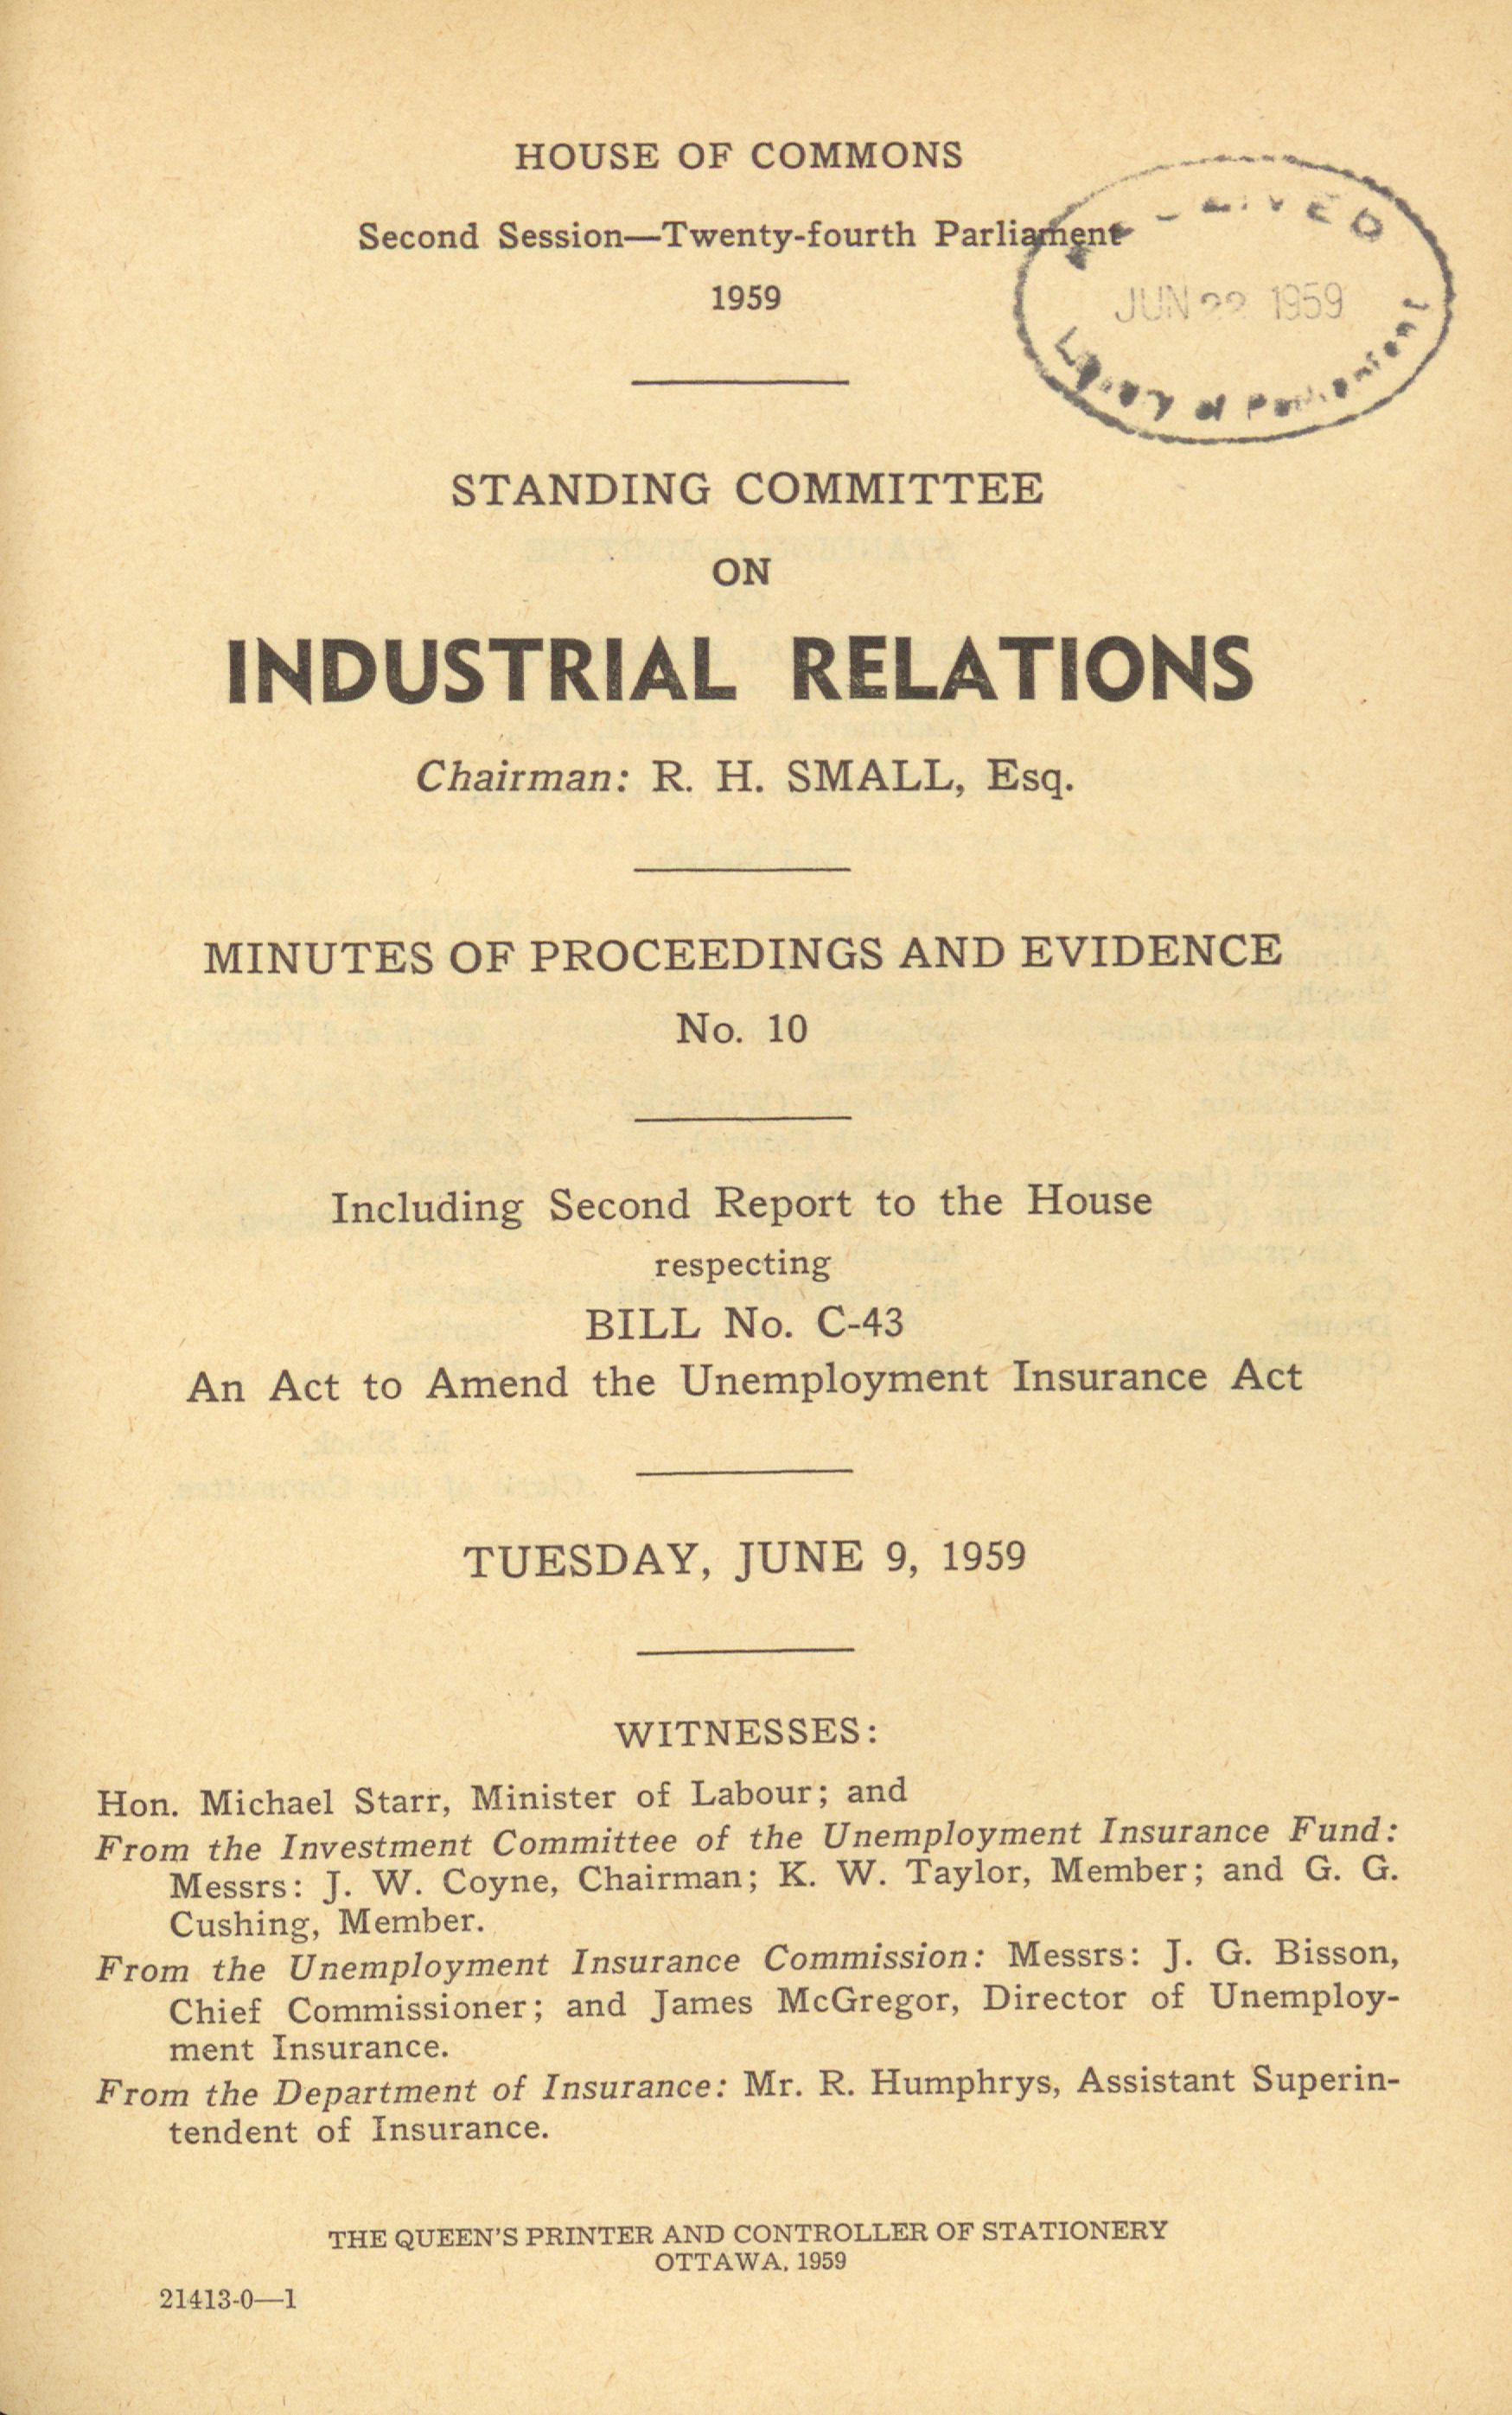 HOUSE OF COMMONS
Second Session—Twenty-fourth Parliament
1959
JUN 22 1959
Library of Parliament
STANDING COMMITTEE
ON
INDUSTRIAL RELATIONS
Chairman: R. H. SMALL, Esq.
MINUTES OF PROCEEDINGS AND EVIDENCE
No. 10
Including Second Report to the House
respecting
BILL No. C-43
An Act to Amend the Unemployment Insurance Act
TUESDAY, JUNE 9, 1959
WITNESSES:
Hon. Michael Starr, Minister of Labour; and
From the Investment Committee of the Unemployment Insurance Fund:
Messrs: J. W. Coyne, Chairman; K. W. Taylor, Member; and G. G.
Cushing, Member.
From the Unemployment Insurance Commission: Messrs: J. G. Bisson,
Chief Commissioner; and James McGregor, Director of Unemploy-
ment Insurance.
From the Department of Insurance: Mr. R. Humphrys, Assistant Superin-
tendent of Insurance.
THE QUEEN'S PRINTER AND CONTROLLER OF STATIONERY
OTTAWA, 1959
21413-0—1